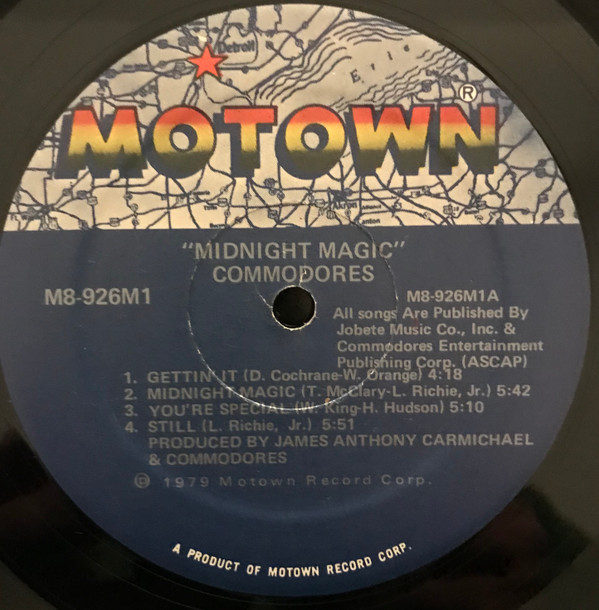 Detroit
Erie
®
MOTOWN
Akron
"MIDNIGHT MAGIC"
COMMODORES
M8-926M1
M8-926M1A
All songs Are Published By
Jobete Music Co., Inc. &
Commodores Entertainment
Publishing Corp. (ASCAP)
1. GETTIN' IT (D. Cochrane-W. Orange) 4:18
2. MIDNIGHT MAGIC (T. McClary-L. Richie, Jr.) 5:42
3. YOU'RE SPECIAL (W. King-H. Hudson) 5:10
4. STILL (L. Richie, Jr.) 5:51
PRODUCED BY JAMES ANTHONY CARMICHAEL
& COMMODORES
℗ 1979 Motown Record Corp.
A PRODUCT OF MOTOWN RECORD CORP.